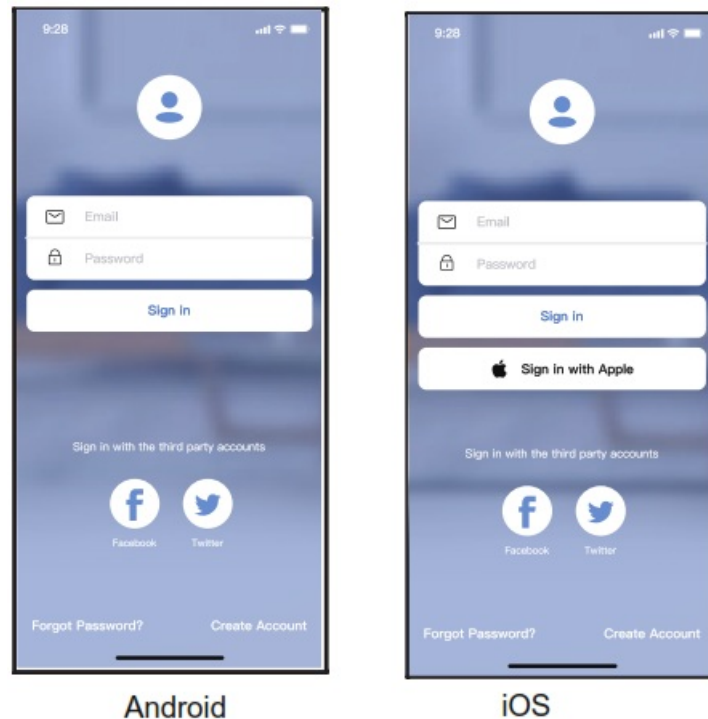 9:28
Email
Password
Sign in
Sign in with the third party accounts
Facebook Twitter
Forgot Password? Create Account
Android
9:28
Email
Password
Sign in
Sign in with Apple
Sign in with the third party accounts
Facebook Twitter
Forgot Password? Create Account
iOS